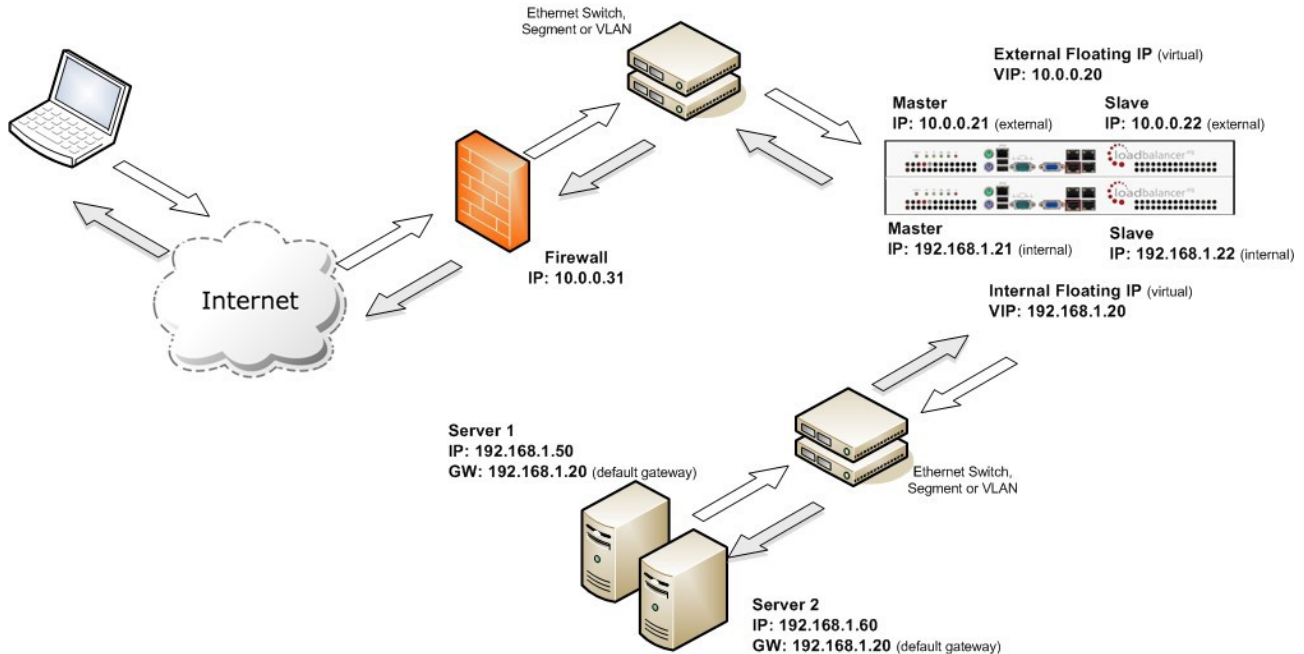 Ethernet Switch,
Segment or VLAN
External Floating IP (virtual)
VIP: 10.0.0.20
Master
IP: 10.0.0.21 (external)
Slave
IP: 10.0.0.22 (external)
loadbalancer
loadbalancer
Master
IP: 192.168.1.21 (internal)
Slave
IP: 192.168.1.22 (internal)
Firewall
IP: 10.0.0.31
Internet
Internal Floating IP (virtual)
VIP: 192.168.1.20
Server 1
IP: 192.168.1.50
GW: 192.168.1.20 (default gateway)
Ethernet Switch,
Segment or VLAN
Server 2
IP: 192.168.1.60
GW: 192.168.1.20 (default gateway)